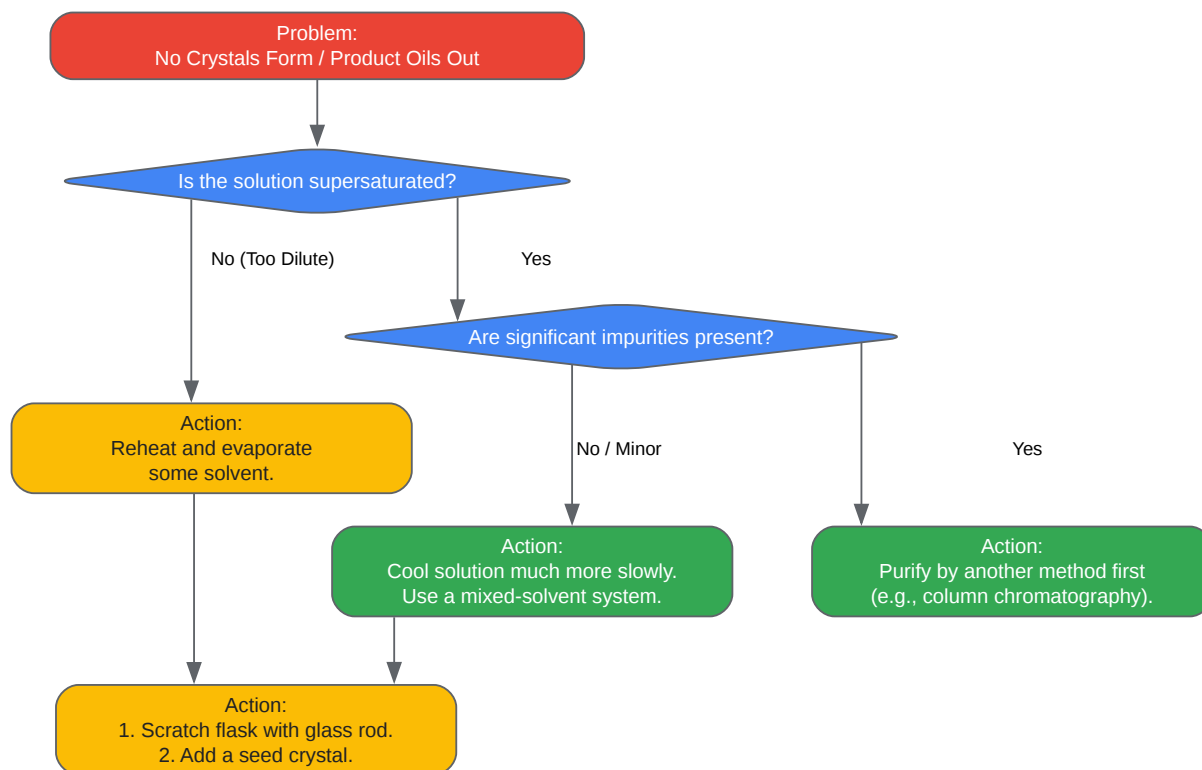 Problem:
No Crystals Form / Product Oils Out
Is the solution supersaturated?
No (Too Dilute)
Yes
Are significant impurities present?
Action:
Reheat and evaporate
some solvent.
No / Minor
Yes
Action:
Cool solution much more slowly.
Use a mixed-solvent system.
Action:
Purify by another method first
(e.g., column chromatography).
Action:
1. Scratch flask with glass rod.
2. Add a seed crystal.